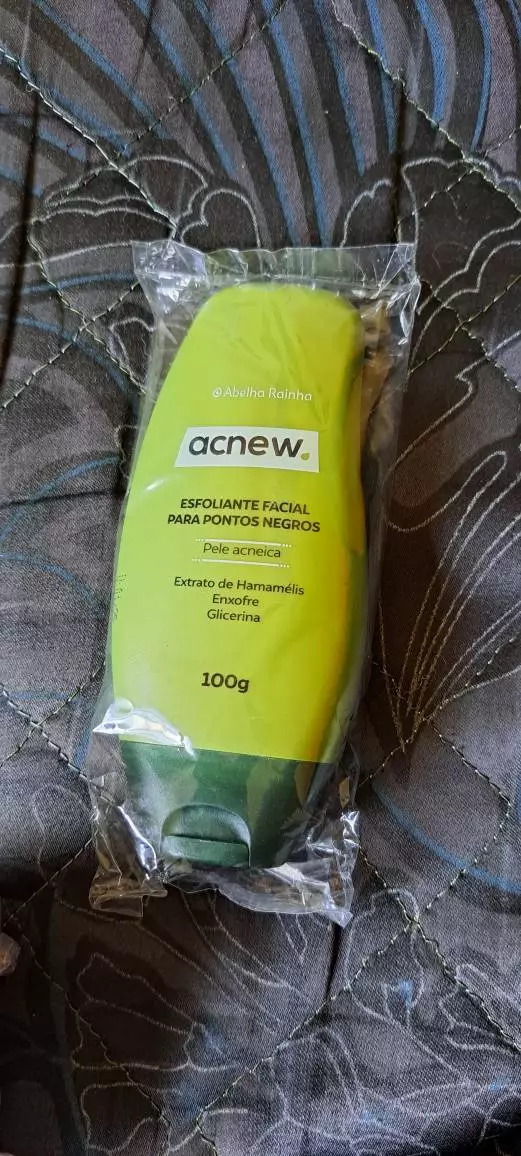 Abelha Rainha
acnew.
ESFOLIANTE FACIAL
PARA PONTOS NEGROS
Pele acneica
Extrato de Hamamélis
Enxofre
Glicerina
100g